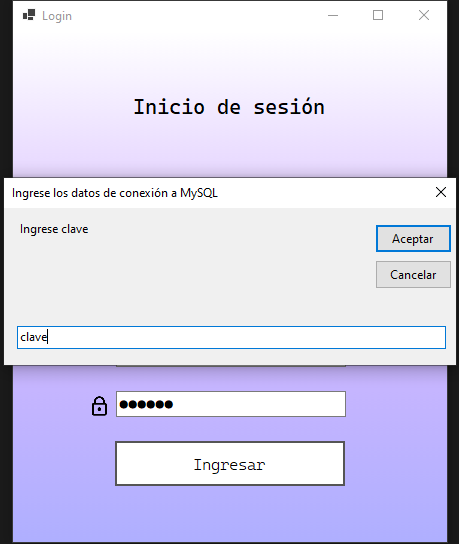 Login
Inicio de sesión
Ingrese los datos de conexión a MySQL
Ingrese clave
Aceptar
Cancelar
clave
●●●●●●
Ingresar